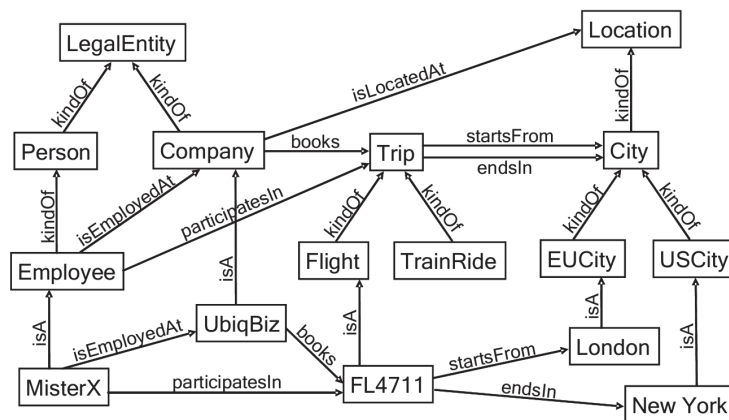 LegalEntity
Location
kindOf
kindOf
isLocatedAt
kindOf
Person
Company
books
Trip
startsFrom
endsIn
City
kindOf
isEmployedAt
participatesIn
kindOf
kindOf
kindOf
kindOf
Employee
isA
Flight
TrainRide
EUCity
USCity
isA
isEmployedAt
UbiqBiz
books
isA
startsFrom
isA
London
isA
MisterX
participatesIn
FL4711
endsIn
New York